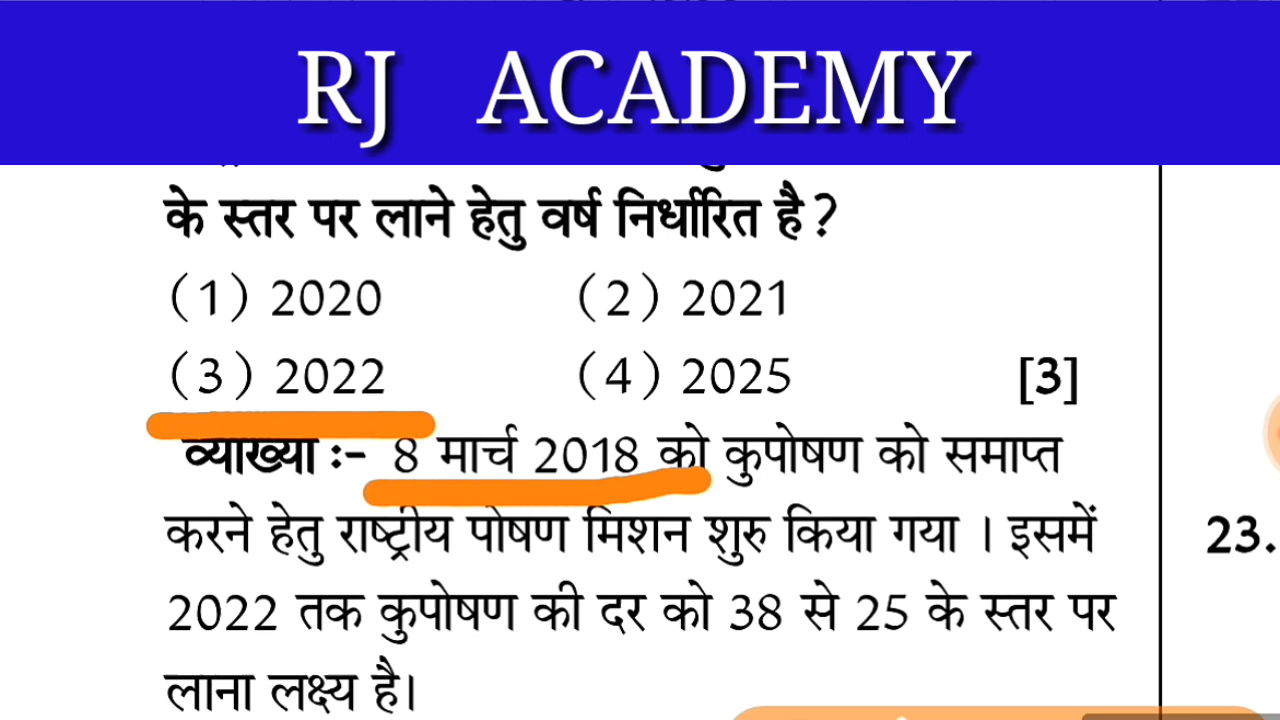 RJ ACADEMY
के स्तर पर लाने हेतु वर्ष निर्धारित है?
(1) 2020 (2) 2021
(3) 2022 (4) 2025 [3]
व्याख्या :- 8 मार्च 2018 को कुपोषण को समाप्त
करने हेतु राष्ट्रीय पोषण मिशन शुरु किया गया । इसमें
2022 तक कुपोषण की दर को 38 से 25 के स्तर पर
लाना लक्ष्य है।
23.